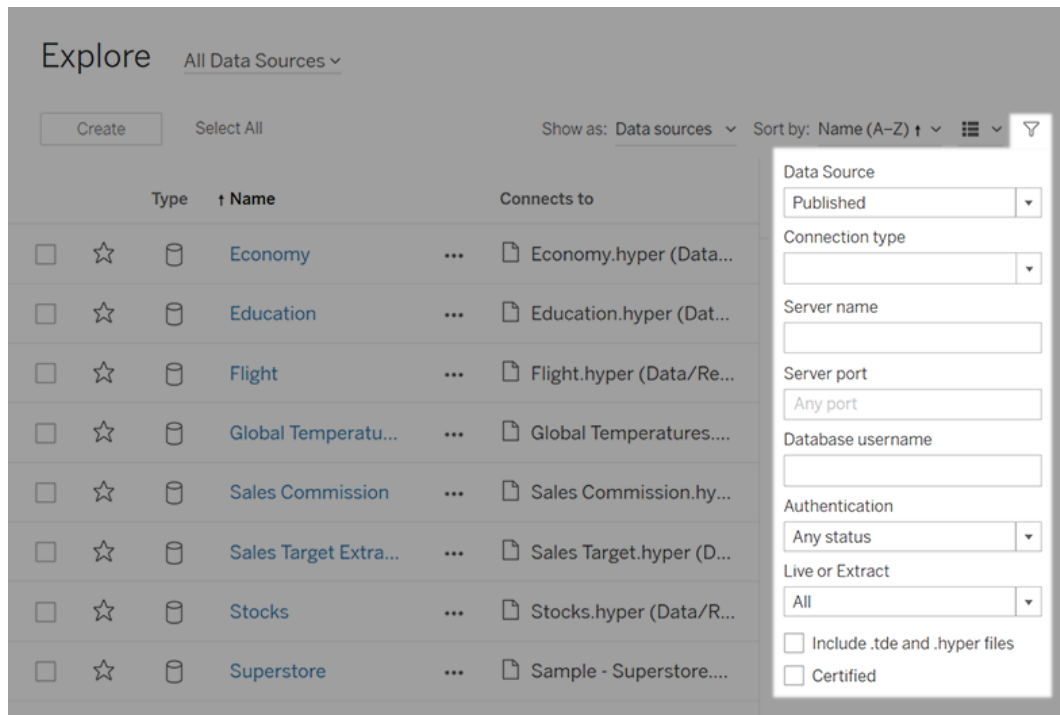 Explore All Data Sources
Create Select All Show as: Data sources Sort by: Name (A–Z) ↑
Type ↑ Name Connects to
Economy ••• Economy.hyper (Data...
Education ••• Education.hyper (Dat...
Flight ••• Flight.hyper (Data/Re...
Global Temperatu... ••• Global Temperatures....
Sales Commission ••• Sales Commission.hy...
Sales Target Extra... ••• Sales Target.hyper (D...
Stocks ••• Stocks.hyper (Data/R...
Superstore ••• Sample - Superstore....
Data Source
Published
Connection type
Server name
Server port
Any port
Database username
Authentication
Any status
Live or Extract
All
Include .tde and .hyper files
Certified